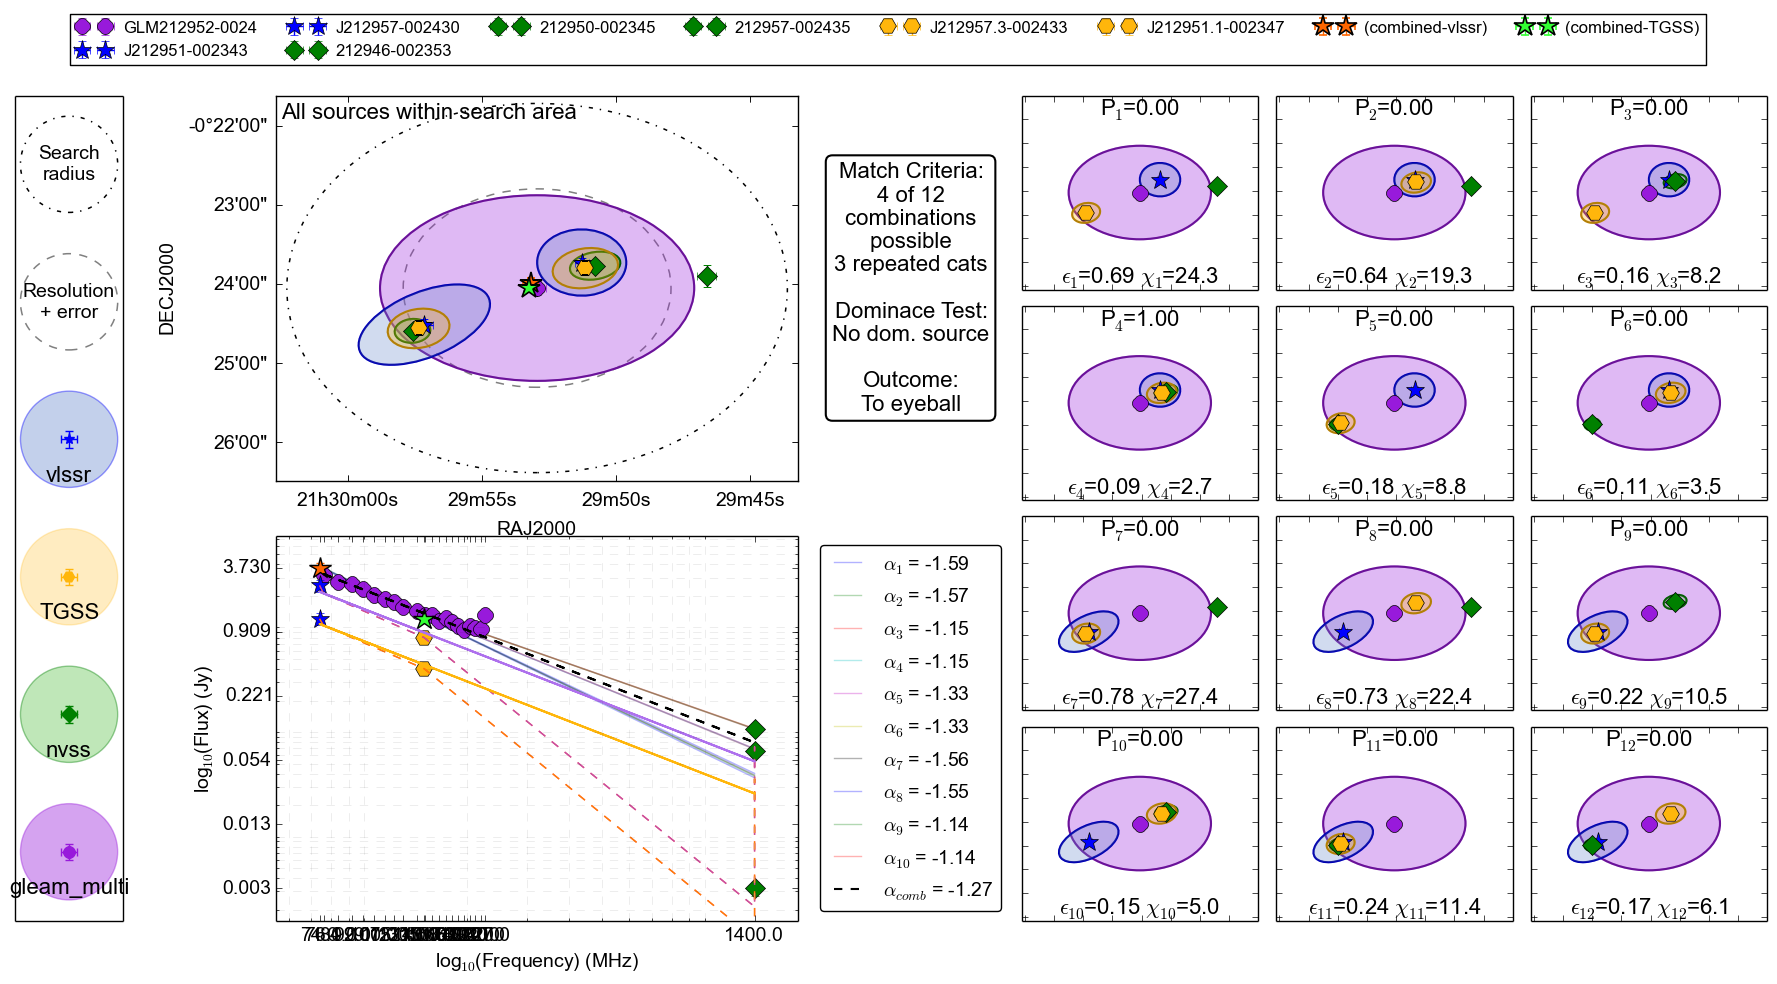 GLM212952-0024
J212957-002430
212950-002345
212957-002435
J212957.3-002433
J212951.1-002347
(combined-vlssr)
(combined-TGSS)
J212951-002343
212946-002353
Search
radius
Resolution
+ error
vlssr
TGSS
nvss
gleam_multi
All sources within search area
DECJ2000
-0°22'00"
23'00"
24'00"
25'00"
26'00"
21h30m00s
29m55s
29m50s
29m45s
RAJ2000
Match Criteria:
4 of 12
combinations
possible
3 repeated cats
Dominace Test:
No dom. source
Outcome:
To eyeball
log₁₀(Flux) (Jy)
3.730
0.909
0.221
0.054
0.013
0.003
1400.0
log₁₀(Frequency) (MHz)
α₁ = -1.59
α₂ = -1.57
α₃ = -1.15
α₄ = -1.15
α₅ = -1.33
α₆ = -1.33
α₇ = -1.56
α₈ = -1.55
α₉ = -1.14
α₁₀ = -1.14
α_comb = -1.27
P₁=0.00
ϵ₁=0.69 χ₁=24.3
P₂=0.00
ϵ₂=0.64 χ₂=19.3
P₃=0.00
ϵ₃=0.16 χ₃=8.2
P₄=1.00
ϵ₄=0.09 χ₄=2.7
P₅=0.00
ϵ₅=0.18 χ₅=8.8
P₆=0.00
ϵ₆=0.11 χ₆=3.5
P₇=0.00
ϵ₇=0.78 χ₇=27.4
P₈=0.00
ϵ₈=0.73 χ₈=22.4
P₉=0.00
ϵ₉=0.22 χ₉=10.5
P₁₀=0.00
ϵ₁₀=0.15 χ₁₀=5.0
P₁₁=0.00
ϵ₁₁=0.24 χ₁₁=11.4
P₁₂=0.00
ϵ₁₂=0.17 χ₁₂=6.1